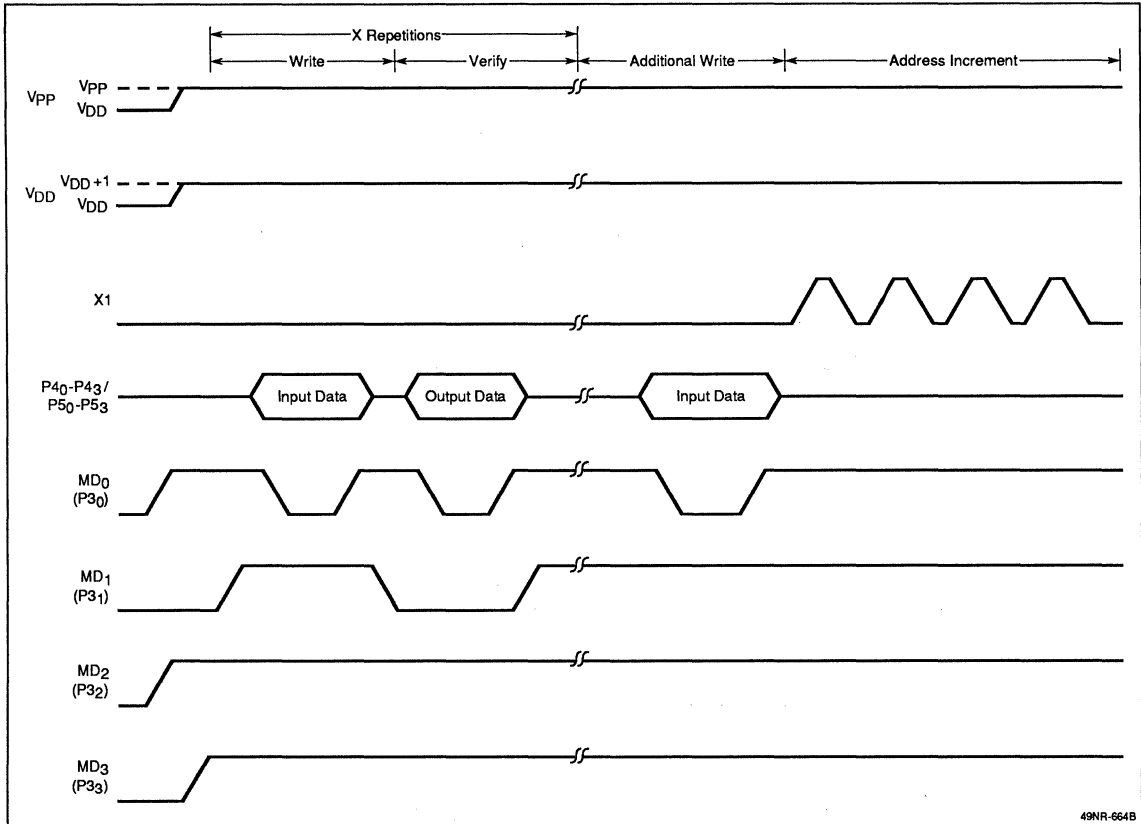 X Repetitions
Write Verify Additional Write Address Increment
VPP VPP
VDD
VDD VDD+1
VDD
X1
P40-P43/
P50-P53
Input Data Output Data Input Data
MD0
(P30)
MD1
(P31)
MD2
(P32)
MD3
(P33)
49NR-664B